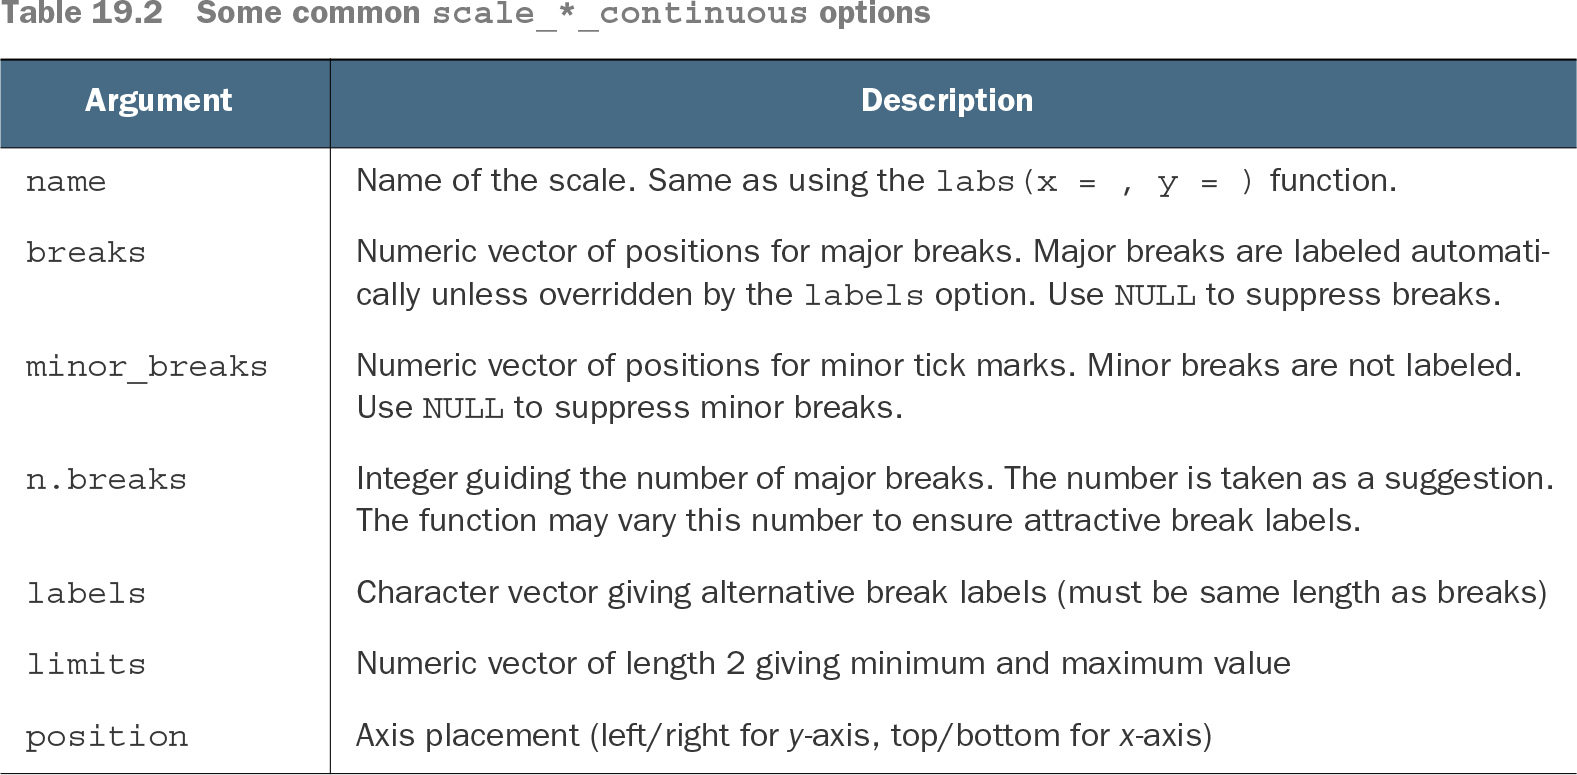 Table 19.2 Some common scale_*_continuous options
Argument Description
name Name of the scale. Same as using the labs(x = , y = ) function.
breaks Numeric vector of positions for major breaks. Major breaks are labeled automati-
cally unless overridden by the labels option. Use NULL to suppress breaks.
minor_breaks Numeric vector of positions for minor tick marks. Minor breaks are not labeled.
Use NULL to suppress minor breaks.
n.breaks Integer guiding the number of major breaks. The number is taken as a suggestion.
The function may vary this number to ensure attractive break labels.
labels Character vector giving alternative break labels (must be same length as breaks)
limits Numeric vector of length 2 giving minimum and maximum value
position Axis placement (left/right for y-axis, top/bottom for x-axis)